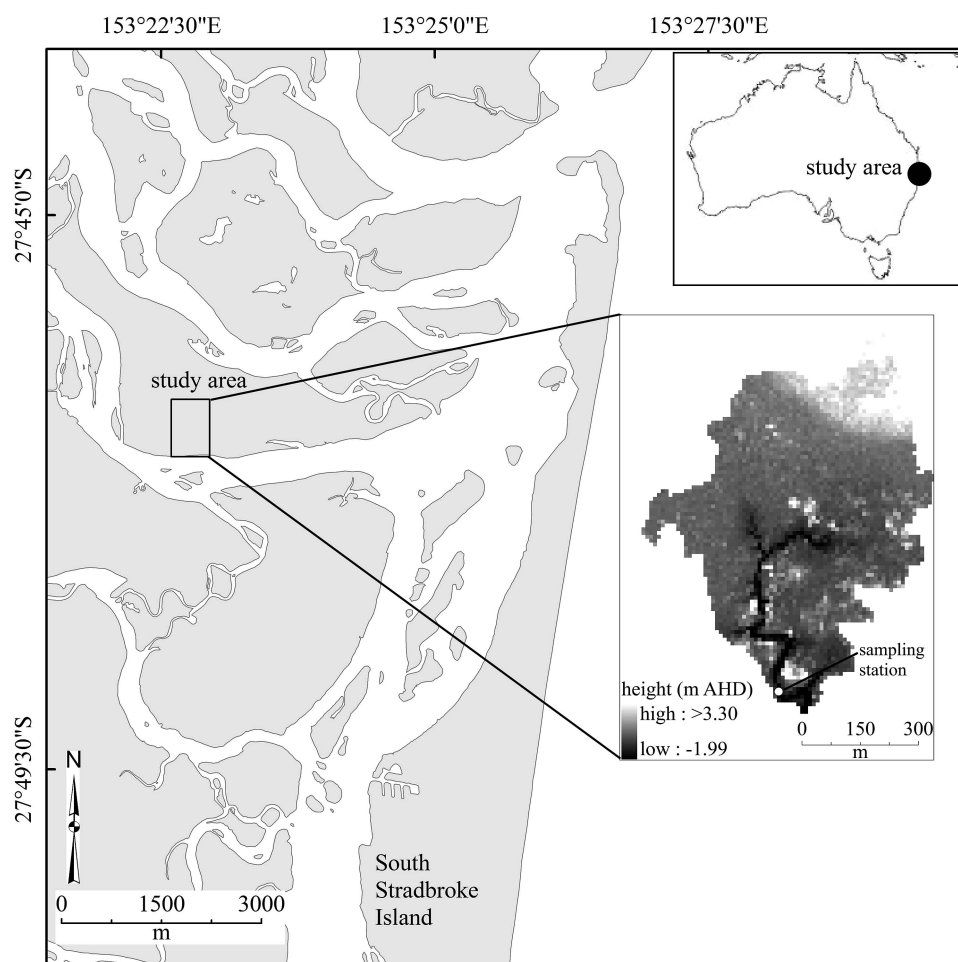 153°22'30"E
153°25'0"E
153°27'30"E
27°45'0"S
27°49'30"S
study area
study area
sampling
station
height (m AHD)
high : >3.30
low : -1.99
0 150 300
m
N
South
Stradbroke
Island
0 1500 3000
m